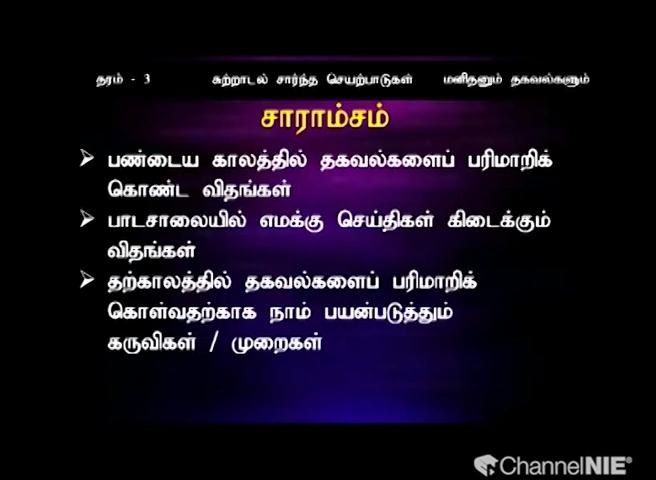 தரம் - 3 சுற்றாடல் சார்ந்த செயற்பாடுகள் மனிதனும் தகவல்களும்
சாராம்சம்
➢ பண்டைய காலத்தில் தகவல்களைப் பரிமாறிக்
கொண்ட விதங்கள்
➢ பாடசாலையில் எமக்கு செய்திகள் கிடைக்கும்
விதங்கள்
➢ தற்காலத்தில் தகவல்களைப் பரிமாறிக்
கொள்வதற்காக நாம் பயன்படுத்தும்
கருவிகள் / முறைகள்
ChannelNIE®